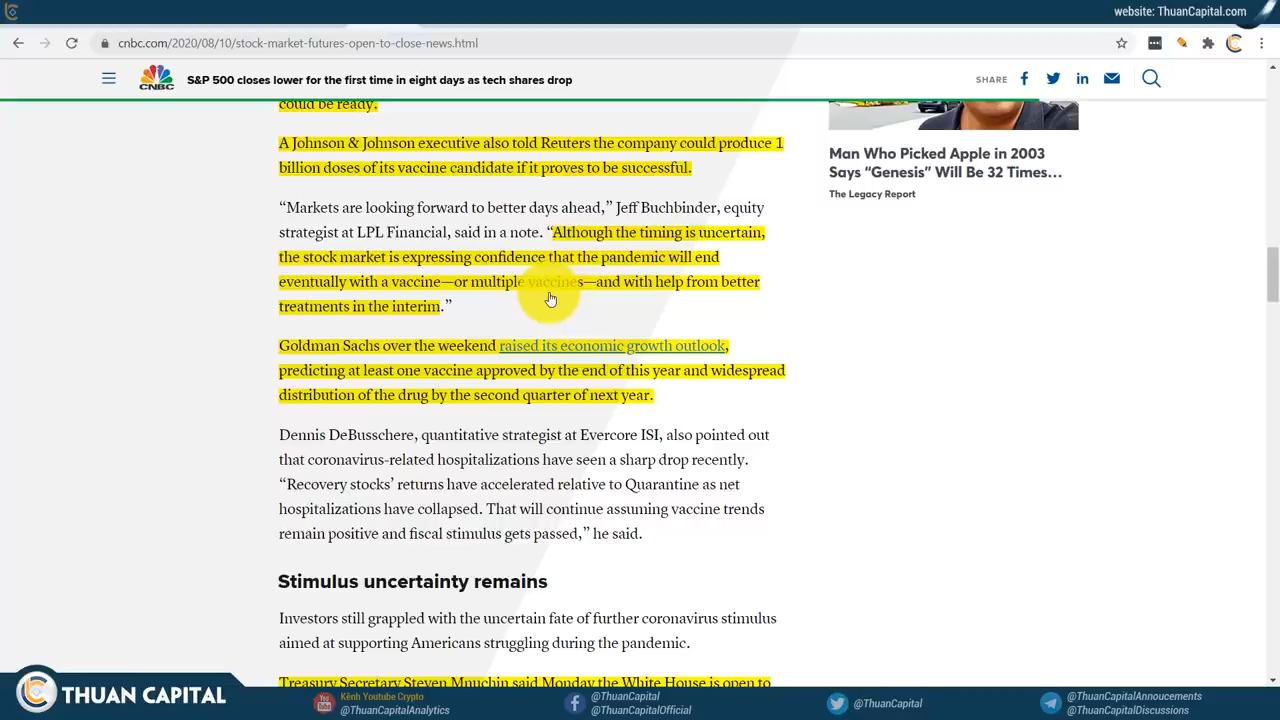 website: ThuanCapital.com
cnbc.com/2020/08/10/stock-market-futures-open-to-close-news.html
CNBC
S&P 500 closes lower for the first time in eight days as tech shares drop
SHARE
could be ready.
A Johnson & Johnson executive also told Reuters the company could produce 1
billion doses of its vaccine candidate if it proves to be successful.
“Markets are looking forward to better days ahead,” Jeff Buchbinder, equity
strategist at LPL Financial, said in a note. “Although the timing is uncertain,
the stock market is expressing confidence that the pandemic will end
eventually with a vaccine—or multiple vaccines—and with help from better
treatments in the interim.”
Goldman Sachs over the weekend raised its economic growth outlook,
predicting at least one vaccine approved by the end of this year and widespread
distribution of the drug by the second quarter of next year.
Dennis DeBusschere, quantitative strategist at Evercore ISI, also pointed out
that coronavirus-related hospitalizations have seen a sharp drop recently.
“Recovery stocks’ returns have accelerated relative to Quarantine as net
hospitalizations have collapsed. That will continue assuming vaccine trends
remain positive and fiscal stimulus gets passed,” he said.
Stimulus uncertainty remains
Investors still grappled with the uncertain fate of further coronavirus stimulus
aimed at supporting Americans struggling during the pandemic.
Treasury Secretary Steven Mnuchin said Monday the White House is open to
Man Who Picked Apple in 2003
Says “Genesis” Will Be 32 Times…
The Legacy Report
THUAN CAPITAL
You Tube
Kênh Youtube Crypto
@ThuanCapitalAnalytics
@ThuanCapital
@ThuanCapitalOfficial
@ThuanCapital
@ThuanCapitalAnnoucements
@ThuanCapitalDiscussions